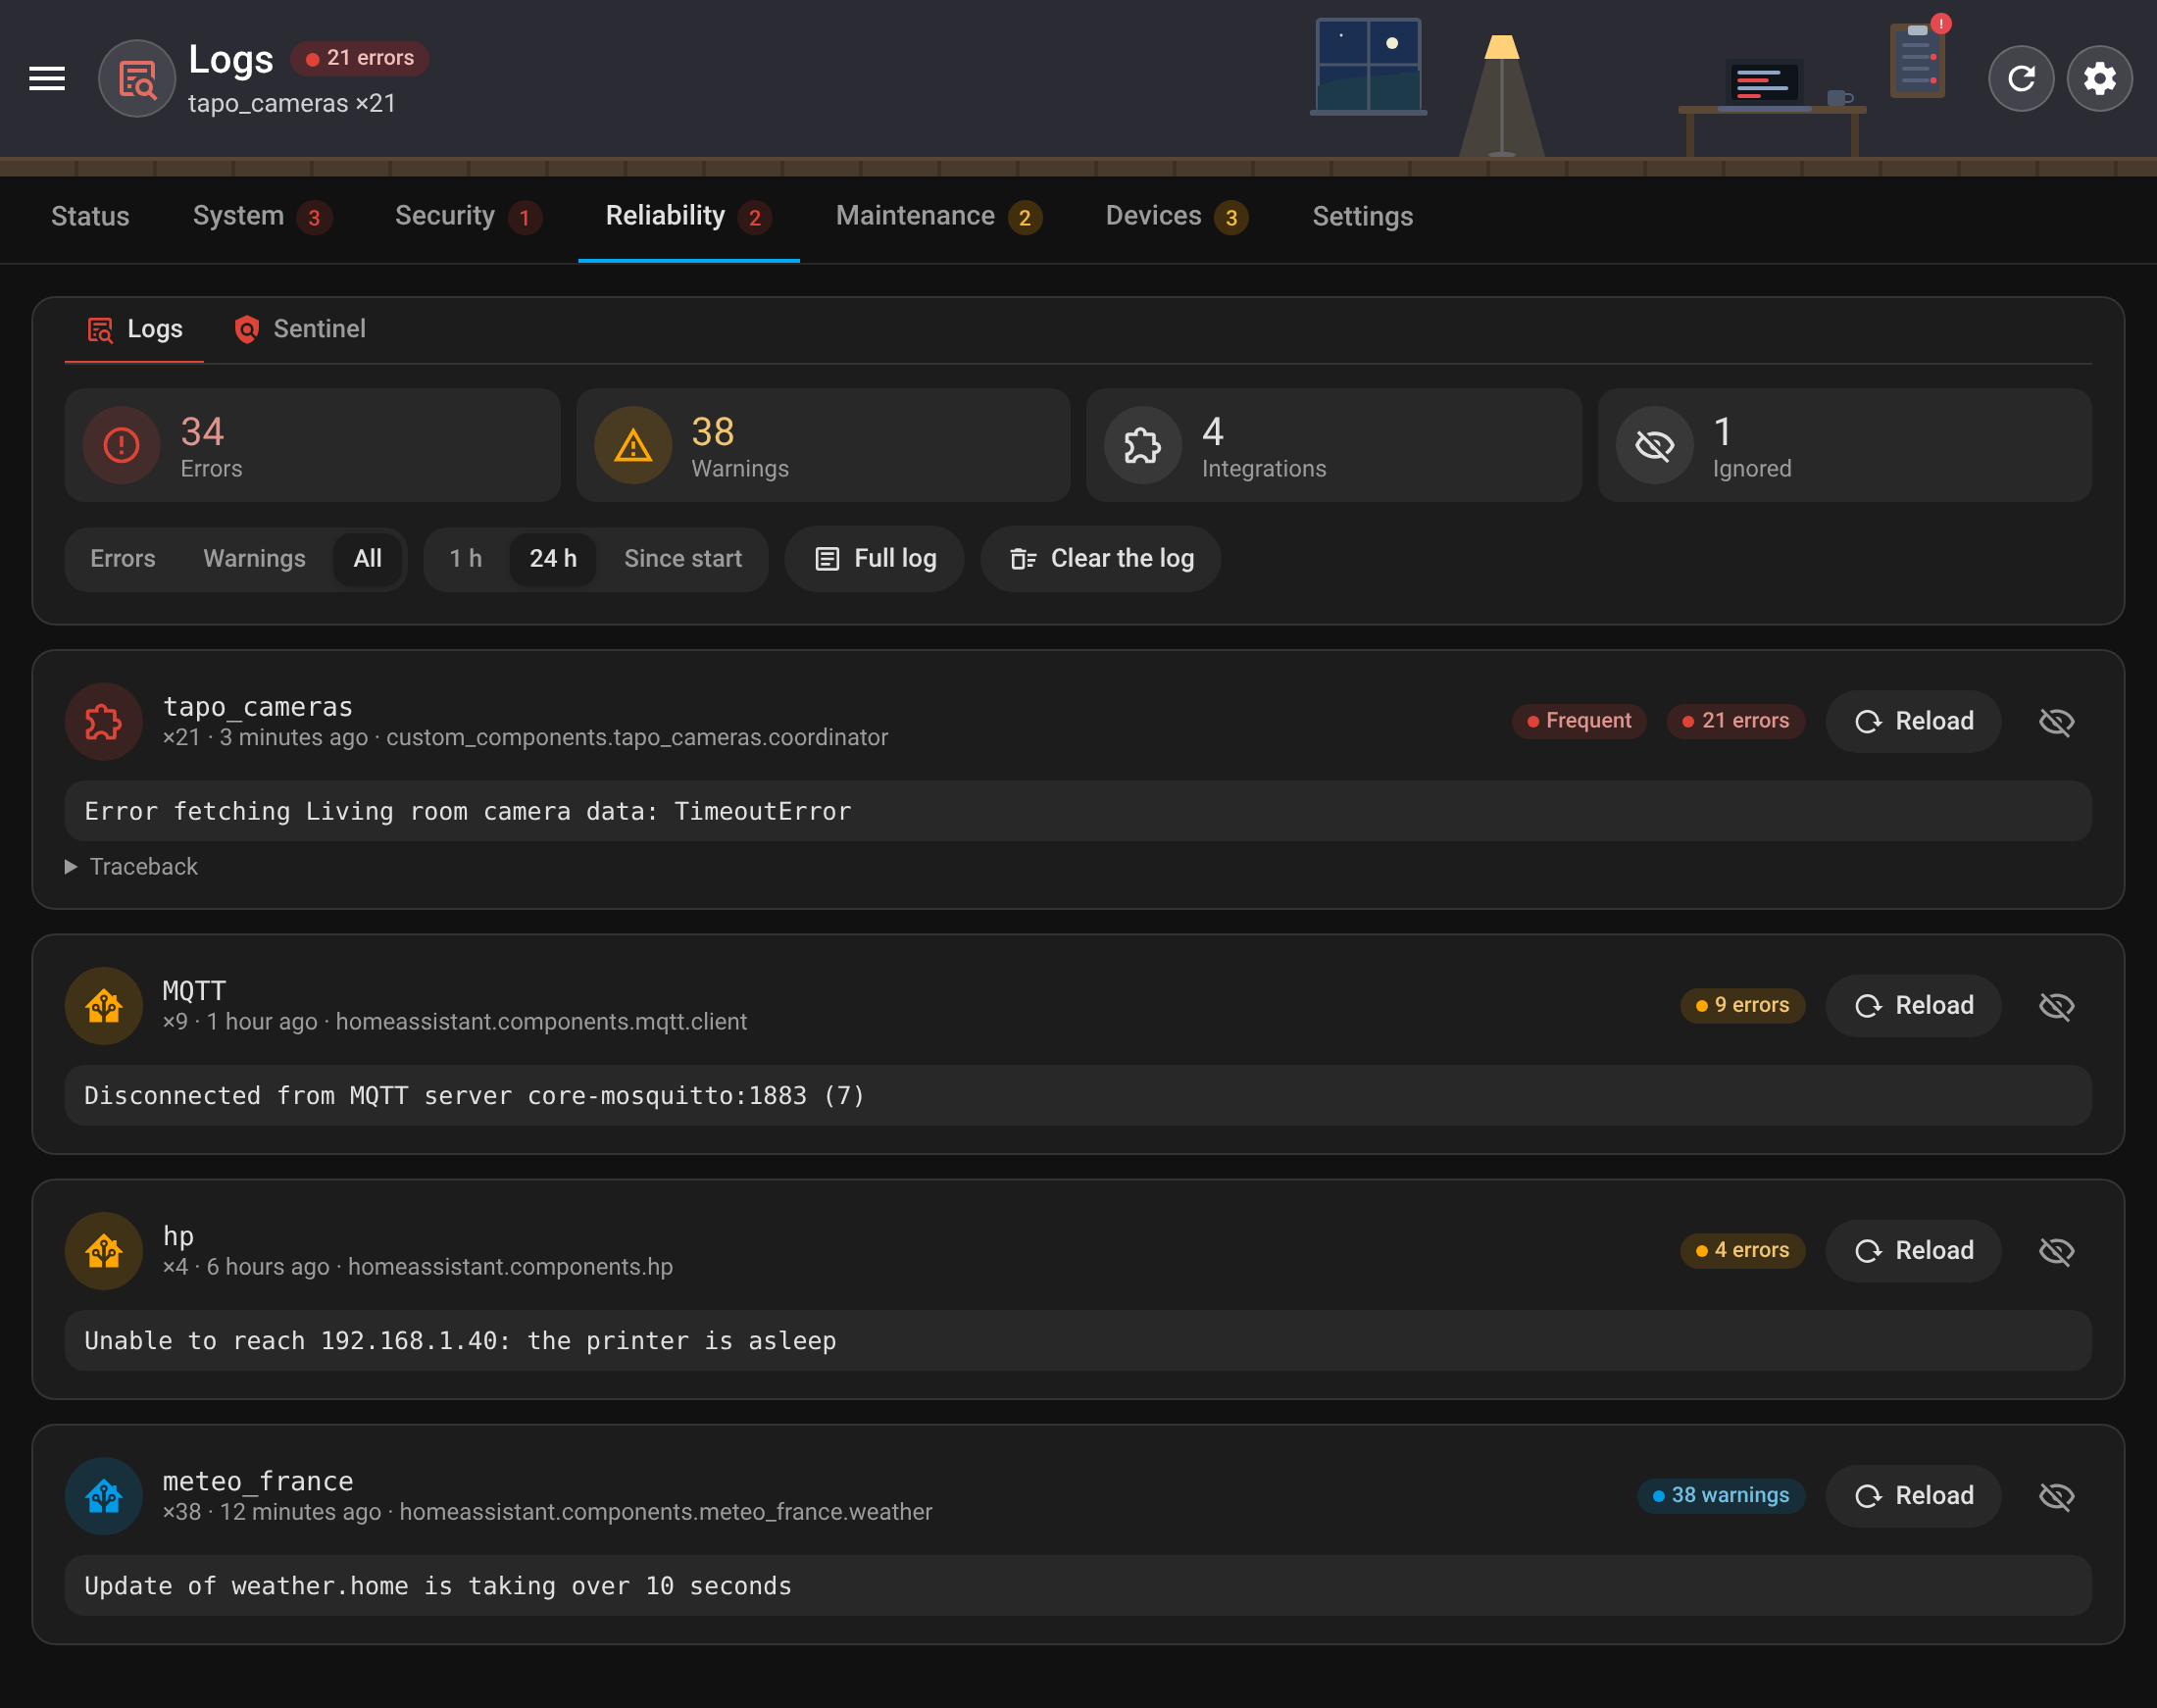 Logs
21 errors
tapo_cameras ×21
!
Status
System 3
Security 1
Reliability 2
Maintenance 2
Devices 3
Settings
Logs
Sentinel
34
Errors
38
Warnings
4
Integrations
1
Ignored
Errors
Warnings
All
1 h
24 h
Since start
Full log
Clear the log
tapo_cameras
×21 · 3 minutes ago · custom_components.tapo_cameras.coordinator
Frequent
21 errors
Reload
Error fetching Living room camera data: TimeoutError
Traceback
MQTT
×9 · 1 hour ago · homeassistant.components.mqtt.client
9 errors
Reload
Disconnected from MQTT server core-mosquitto:1883 (7)
hp
×4 · 6 hours ago · homeassistant.components.hp
4 errors
Reload
Unable to reach 192.168.1.40: the printer is asleep
meteo_france
×38 · 12 minutes ago · homeassistant.components.meteo_france.weather
38 warnings
Reload
Update of weather.home is taking over 10 seconds